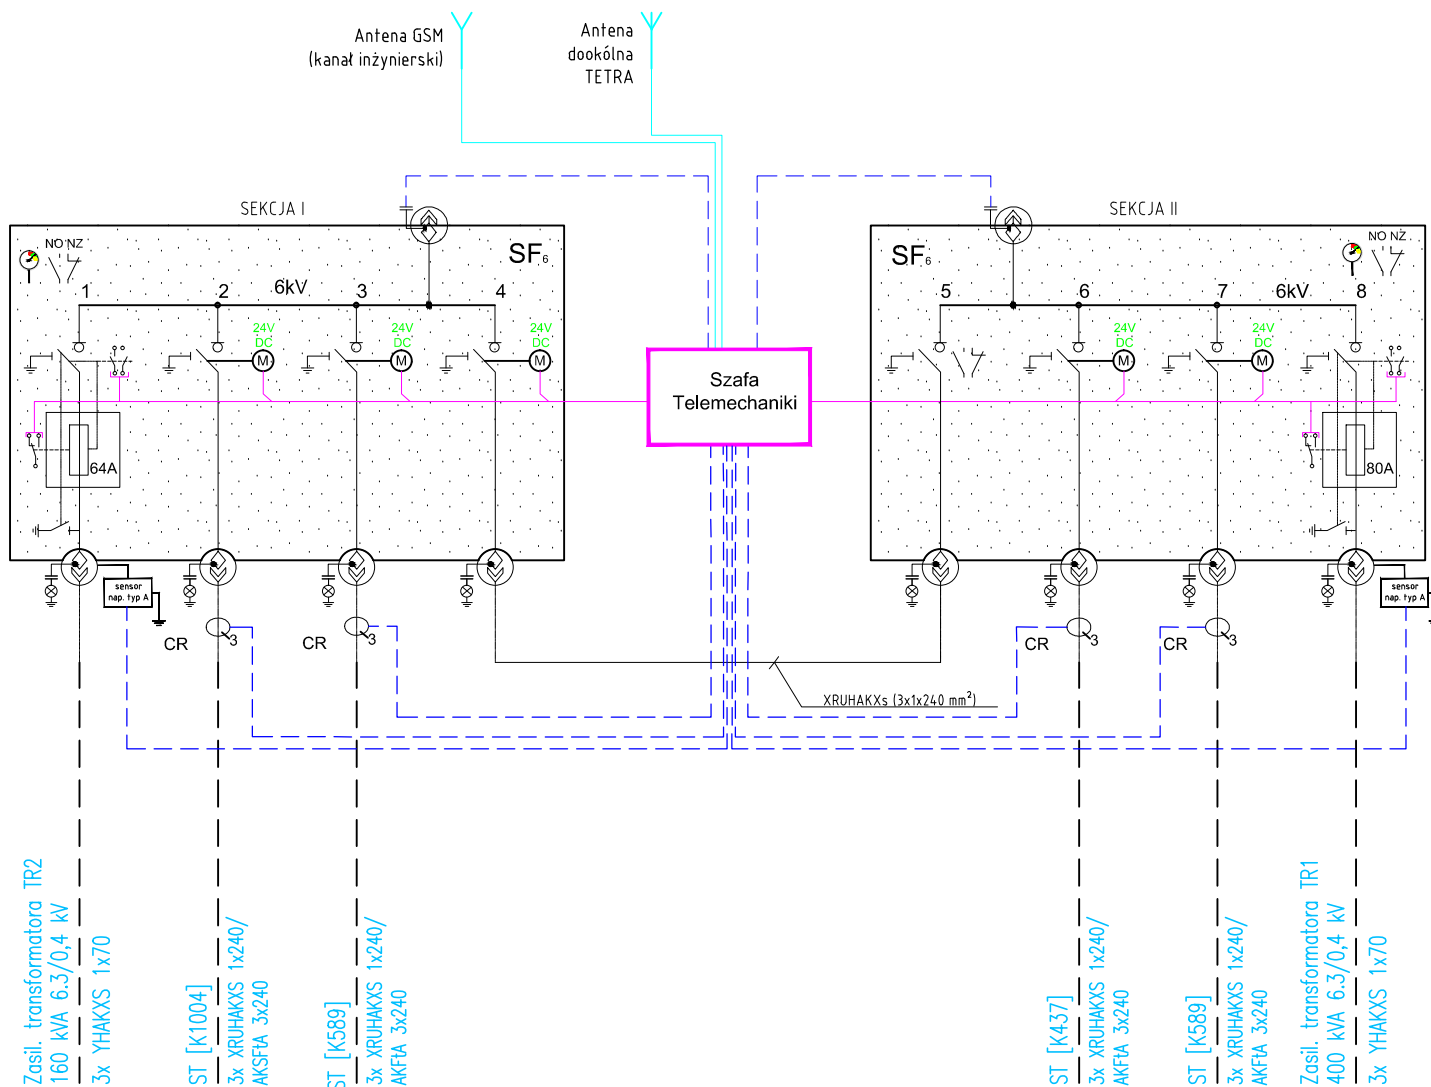 Antena GSM
(kanał inżynierski)
Antena
dookólna
TETRA
SEKCJA I
SEKCJA II
NO NZ
SF6
SF6
NO NZ
1
2
6kV
3
4
5
6
7
6kV
8
24V
DC
24V
DC
24V
DC
24V
DC
24V
DC
M
M
M
M
M
Szafa
Telemechaniki
64A
80A
sensor
nap. typ A
sensor
nap. typ A
CR
3
CR
3
CR
3
CR
3
XRUHAKXs (3x1x240 mm²)
Zasil. transformatora TR2
160 kVA 6.3/0,4 kV
3x YHAKXS 1x70
ST [K1004]
3x XRUHAKXS 1x240/
AKSFtA 3x240
ST [K589]
3x XRUHAKXS 1x240/
AKFtA 3x240
ST [K437]
3x XRUHAKXS 1x240/
AKFtA 3x240
ST [K589]
3x XRUHAKXS 1x240/
AKFtA 3x240
Zasil. transformatora TR1
400 kVA 6.3/0,4 kV
3x YHAKXS 1x70